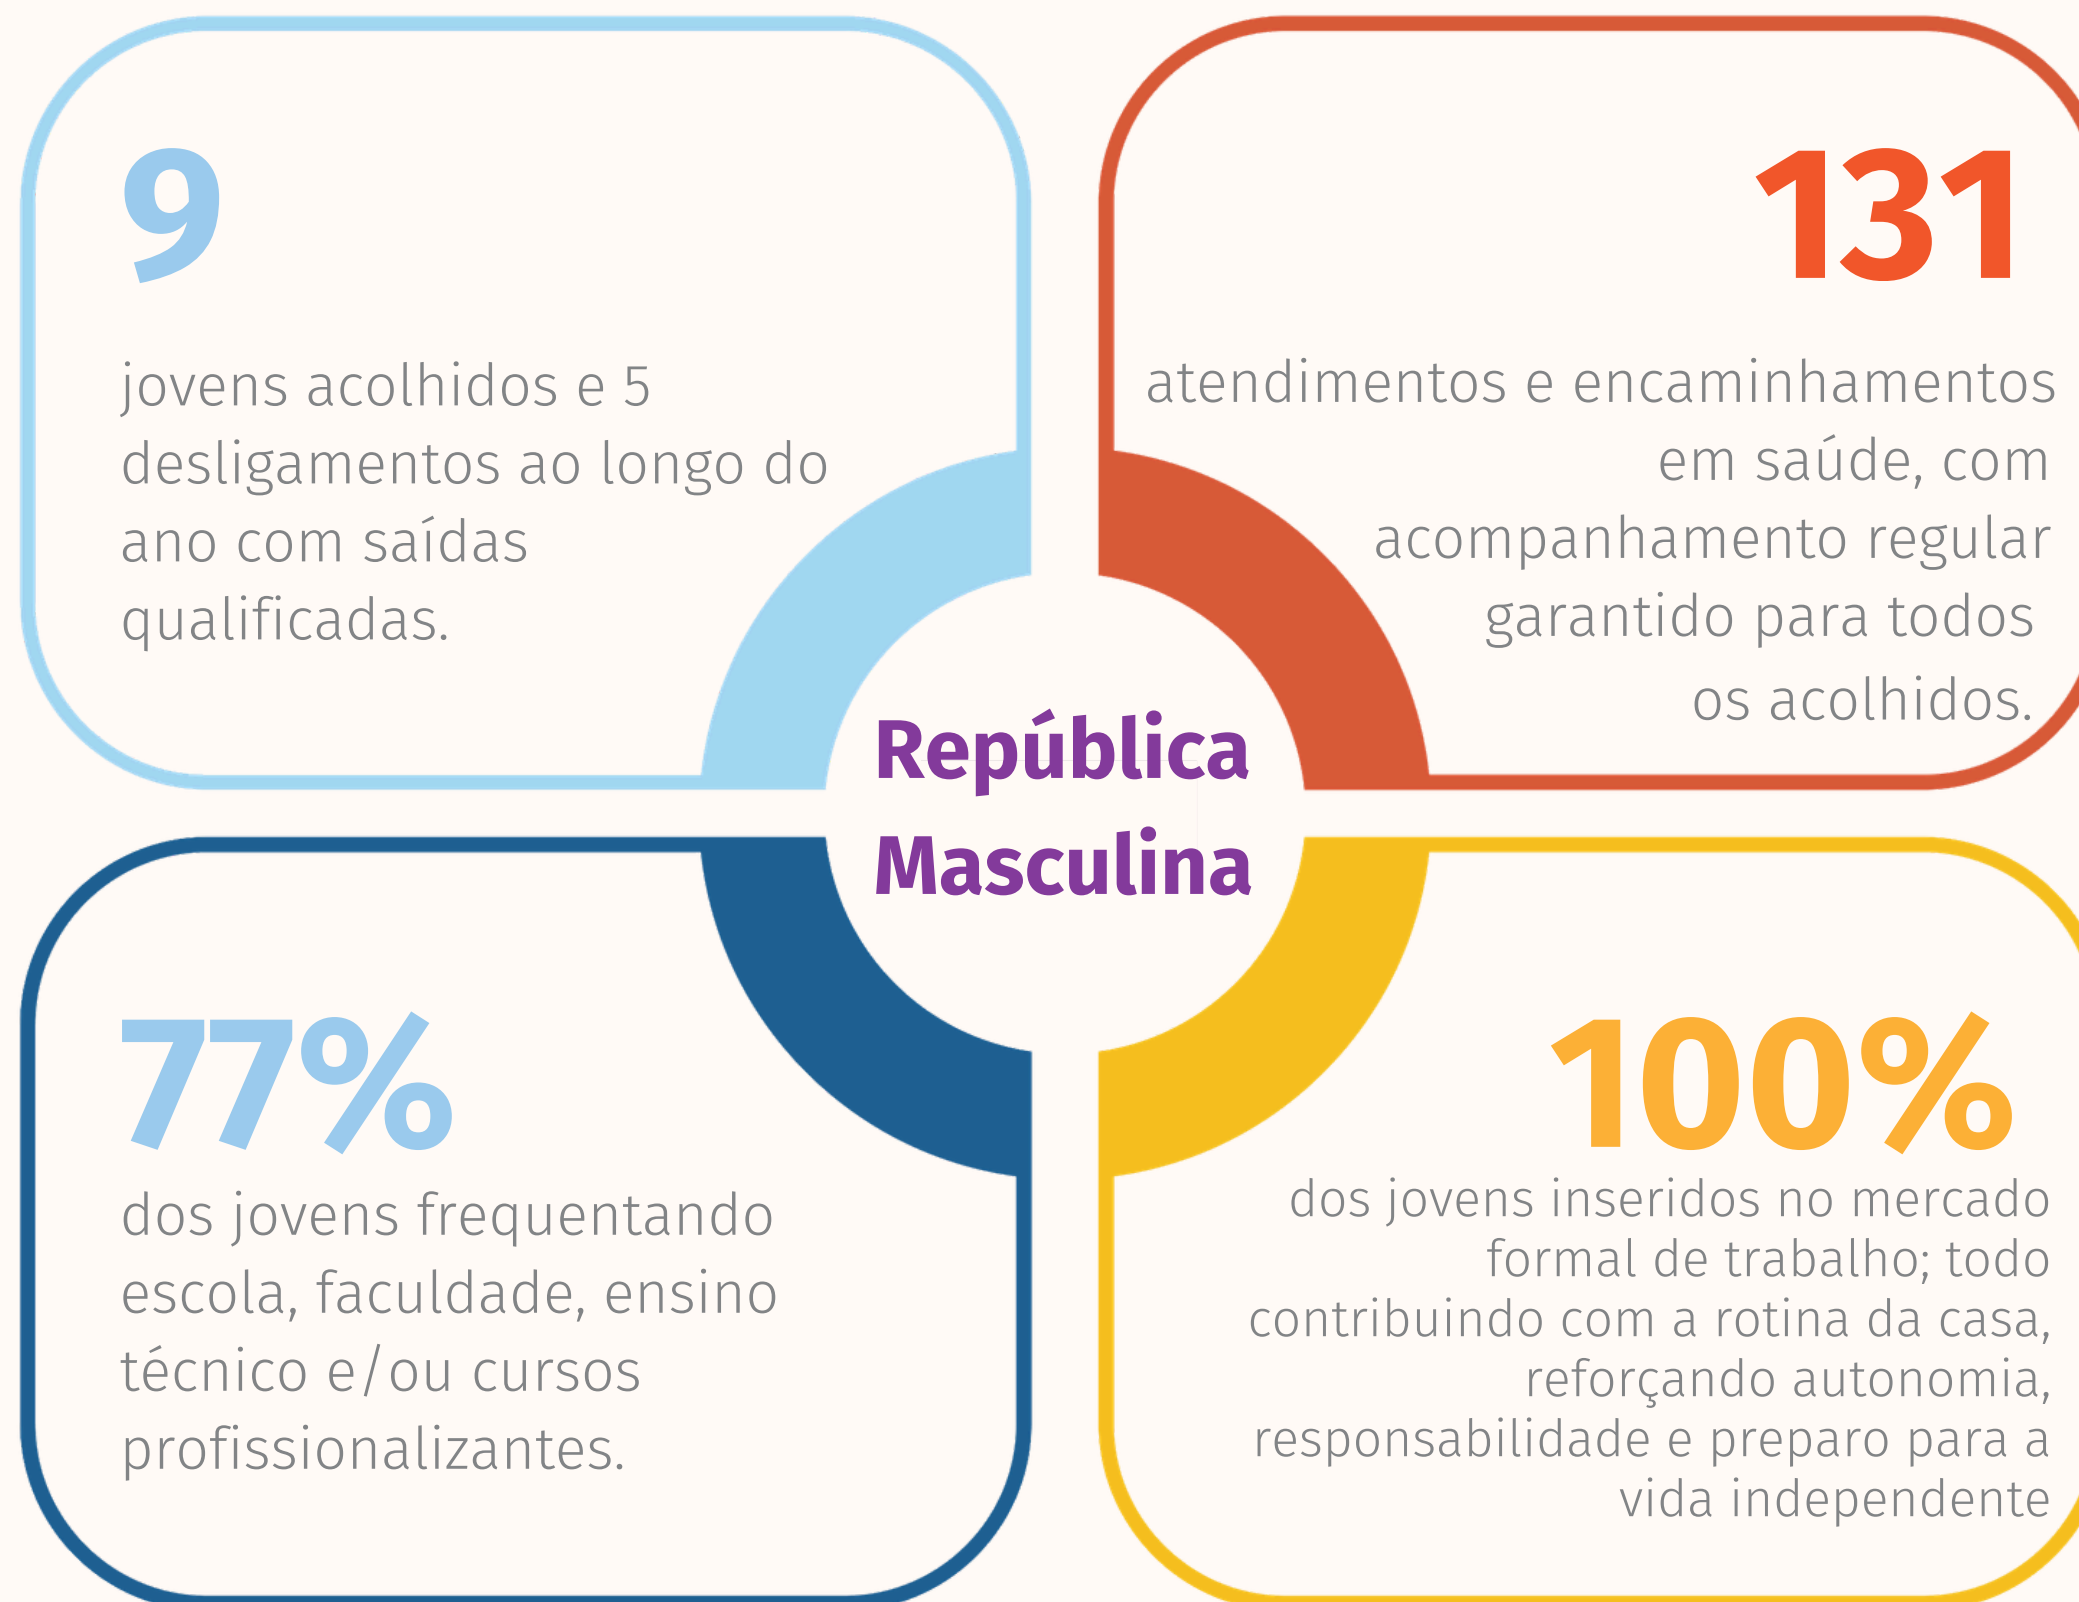 9
jovens acolhidos e 5
desligamentos ao longo do
ano com saídas
qualificadas.
131
atendimentos e encaminhamentos
em saúde, com
acompanhamento regular
garantido para todos
os acolhidos.
República
Masculina
77%
dos jovens frequentando
escola, faculdade, ensino
técnico e/ou cursos
profissionalizantes.
100%
dos jovens inseridos no mercado
formal de trabalho; todo
contribuindo com a rotina da casa,
reforçando autonomia,
responsabilidade e preparo para a
vida independente